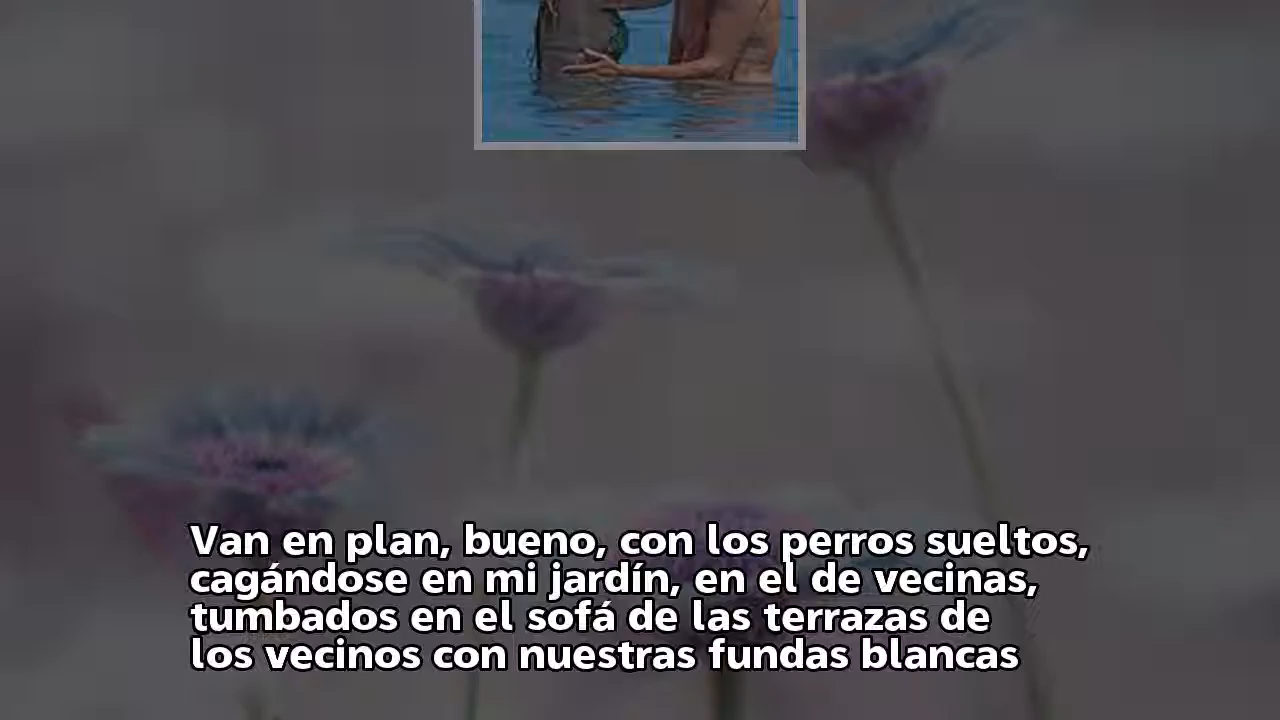 Van en plan, bueno, con los perros sueltos,
cagándose en mi jardín, en el de vecinas,
tumbados en el sofá de las terrazas de
los vecinos con nuestras fundas blancas